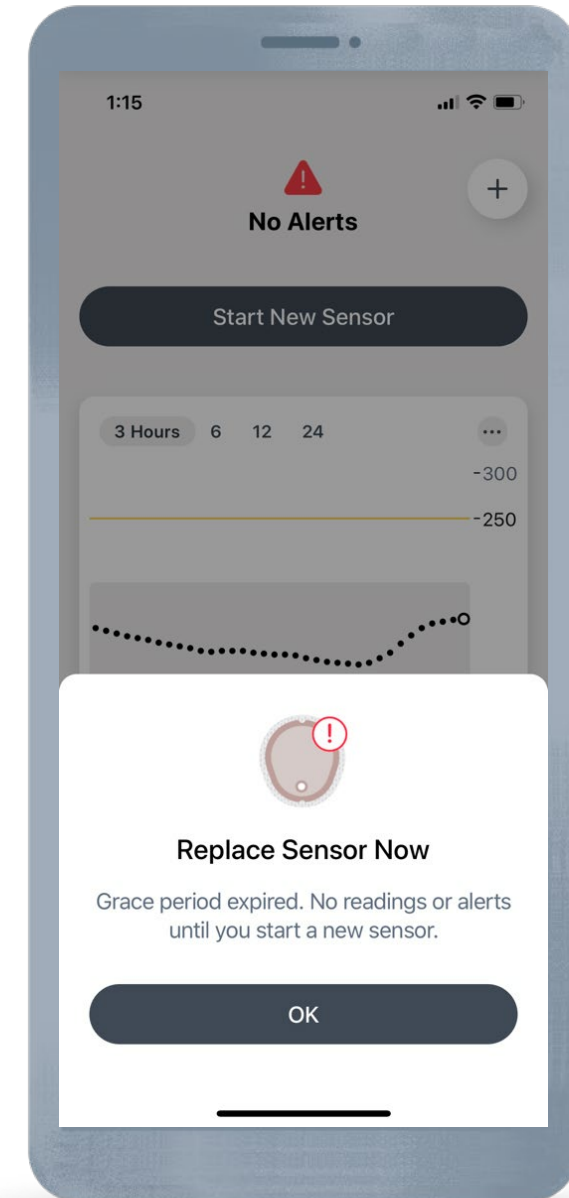 1:15
No Alerts
+
Start New Sensor
3 Hours 6 12 24 ...
-300
-250
!
Replace Sensor Now
Grace period expired. No readings or alerts
until you start a new sensor.
OK